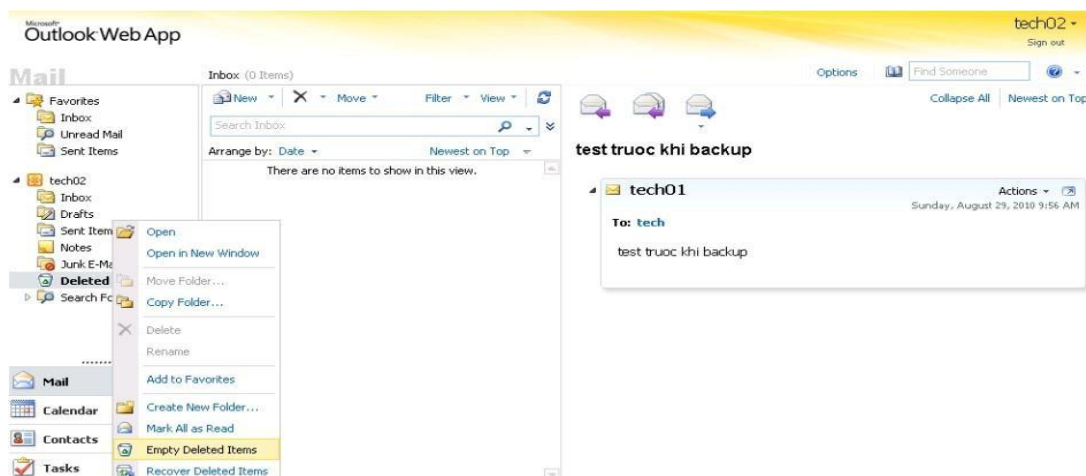 Microsoft®
Outlook Web App
tech02
Sign out
Mail
Inbox (0 Items)
Options
Find Someone
Favorites
Inbox
Unread Mail
Sent Items
tech02
Inbox
Drafts
Sent Item
Notes
Junk E-Ma
Deleted
Search Fo
Mail
Calendar
Contacts
Tasks
Open
Open in New Window
Move Folder...
Copy Folder...
Delete
Rename
Add to Favorites
Create New Folder...
Mark All as Read
Empty Deleted Items
Recover Deleted Items
New Move Filter View
Search Inbox
Arrange by: Date Newest on Top
There are no items to show in this view.
Collapse All Newest on Top
test truoc khi backup
tech01
Actions
Sunday, August 29, 2010 9:56 AM
To: tech
test truoc khi backup